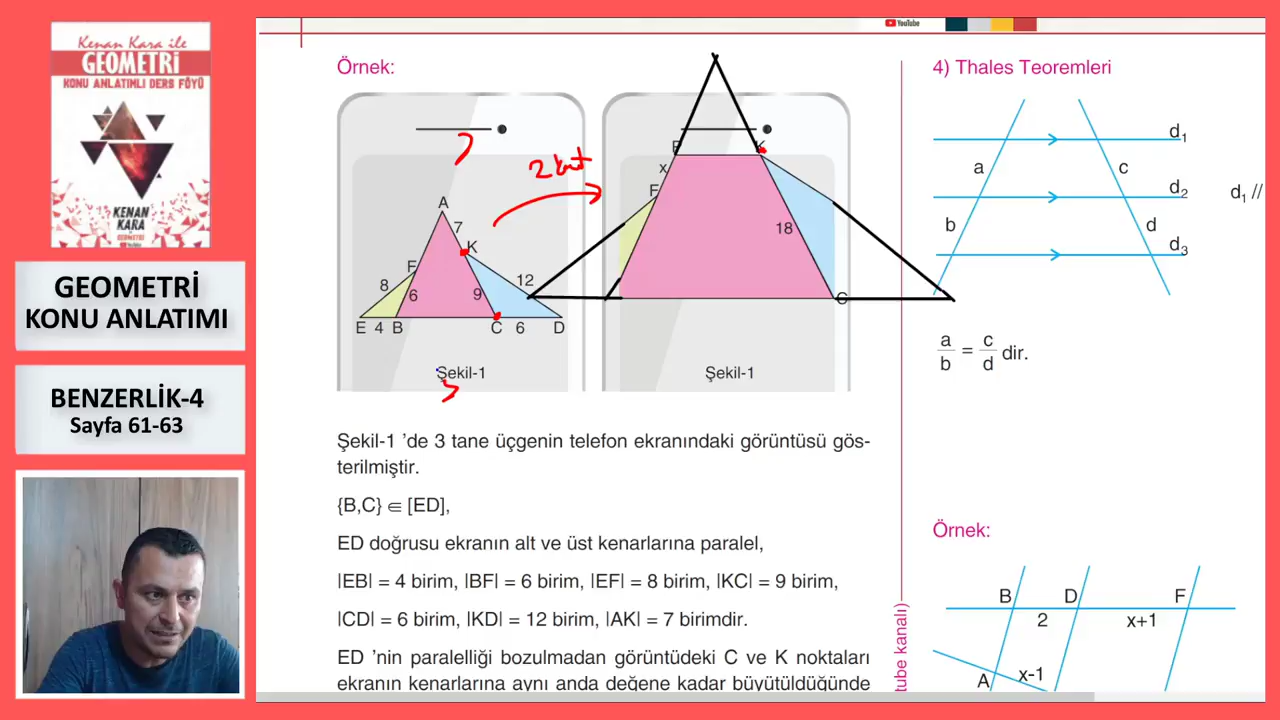 Kenan Kara ile
GEOMETRİ
KONU ANLATIMLI DERS FÖYÜ
KENAN
KARA
GEOMETRİ
KONU ANLATIMI
BENZERLİK-4
Sayfa 61-63
YouTube
Örnek:
A
7
K
F
8
6
9
12
E 4 B C 6 D
Şekil-1
2 kat
P K
x
F
18
C
Şekil-1
Şekil-1 ’de 3 tane üçgenin telefon ekranındaki görüntüsü gös-
terilmiştir.
{B,C} ∈ [ED],
ED doğrusu ekranın alt ve üst kenarlarına paralel,
|EB| = 4 birim, |BF| = 6 birim, |EF| = 8 birim, |KC| = 9 birim,
|CD| = 6 birim, |KD| = 12 birim, |AK| = 7 birimdir.
ED ’nin paralelliği bozulmadan görüntüdeki C ve K noktaları
ekranın kenarlarına aynı anda değene kadar büyütüldüğünde
tube kanalı)
4) Thales Teoremleri
d₁
a c
d₂
d₁ //
b d
d₃
a/b = c/d dir.
Örnek:
B D F
2 x+1
A x-1